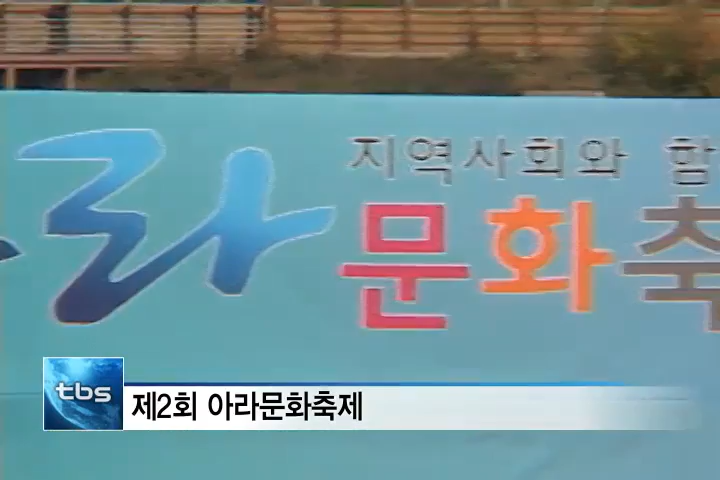 지역사회와 함
라 문화축
tbs
제2회 아라문화축제